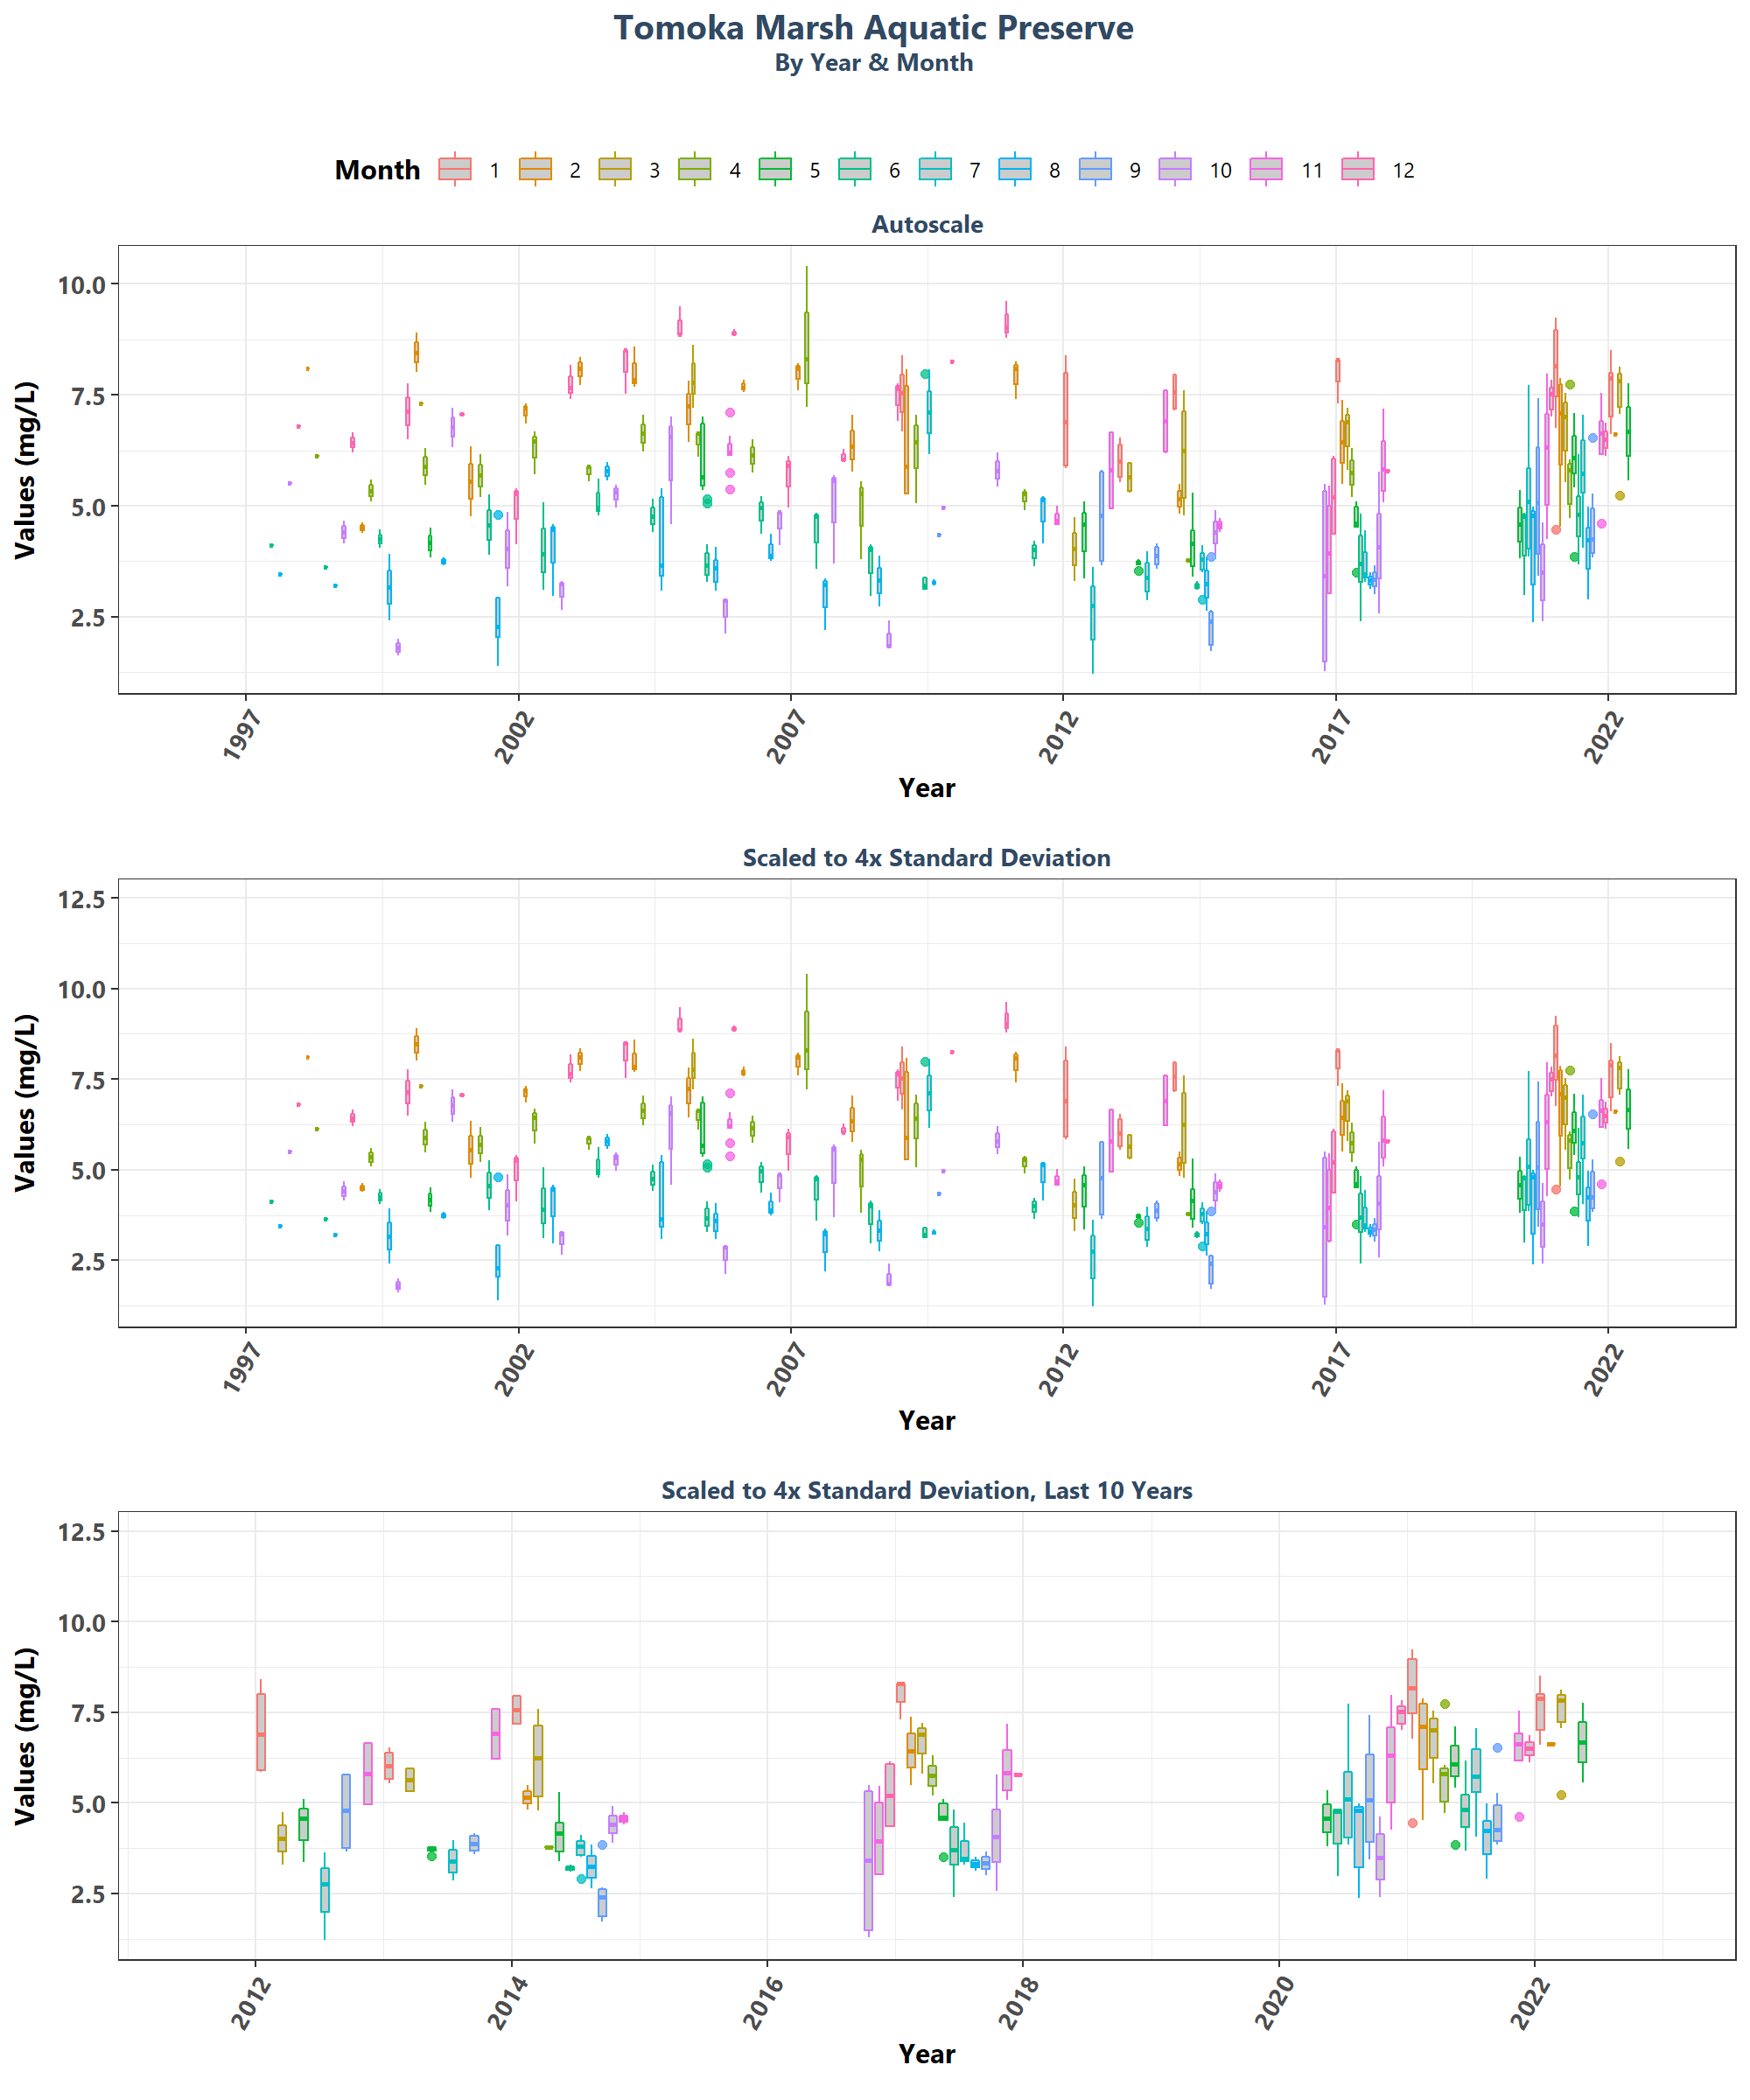 Tomoka Marsh Aquatic Preserve
By Year & Month
Month 1 2 3 4 5 6 7 8 9 10 11 12
Autoscale
Values (mg/L)
10.0
7.5
5.0
2.5
1997 2002 2007 2012 2017 2022
Year
Scaled to 4x Standard Deviation
Values (mg/L)
12.5
10.0
7.5
5.0
2.5
1997 2002 2007 2012 2017 2022
Year
Scaled to 4x Standard Deviation, Last 10 Years
Values (mg/L)
12.5
10.0
7.5
5.0
2.5
2012 2014 2016 2018 2020 2022
Year